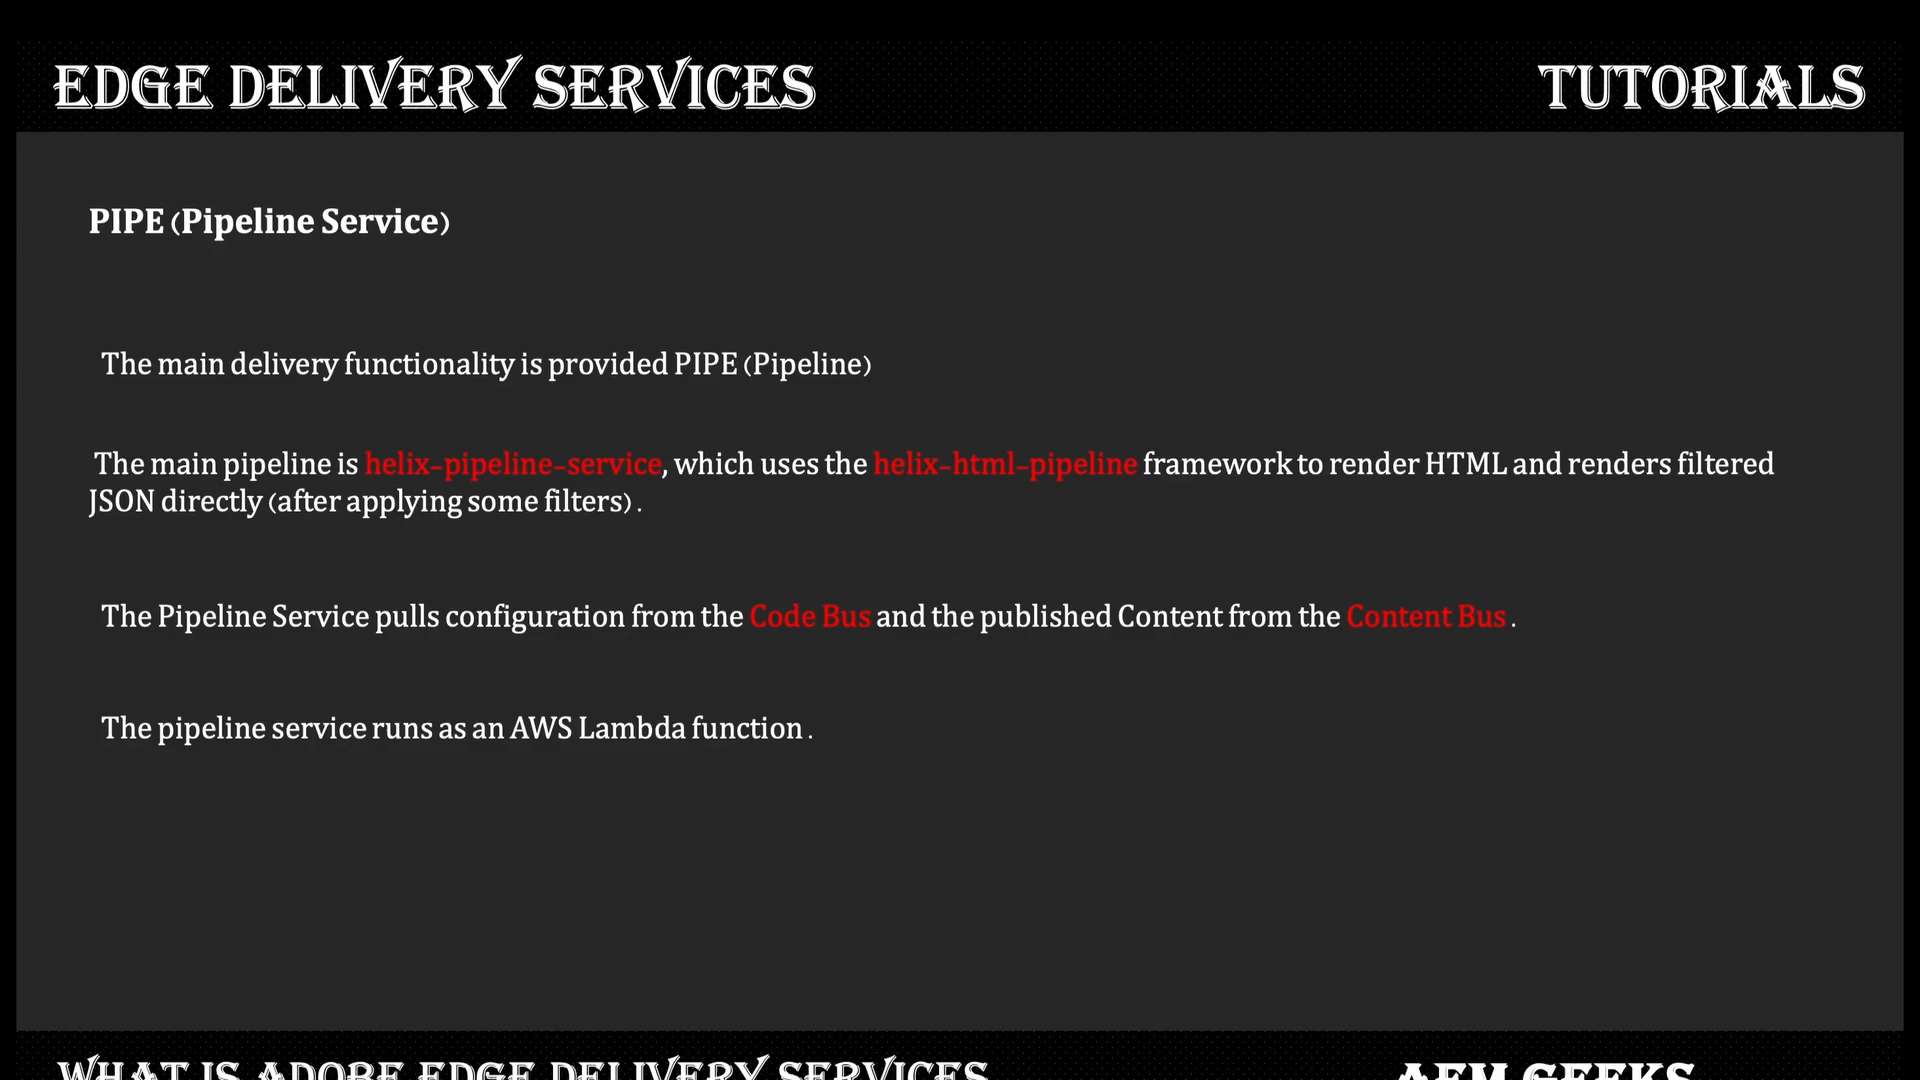 EDGE DELIVERY SERVICES
TUTORIALS
PIPE (Pipeline Service)
The main delivery functionality is provided PIPE (Pipeline)
The main pipeline is helix-pipeline-service, which uses the helix-html-pipeline framework to render HTML and renders filtered
JSON directly (after applying some filters).
The Pipeline Service pulls configuration from the Code Bus and the published Content from the Content Bus .
The pipeline service runs as an AWS Lambda function .
WHAT IS ADOBE EDGE DELIVERY SERVICES
AEM GEEKS